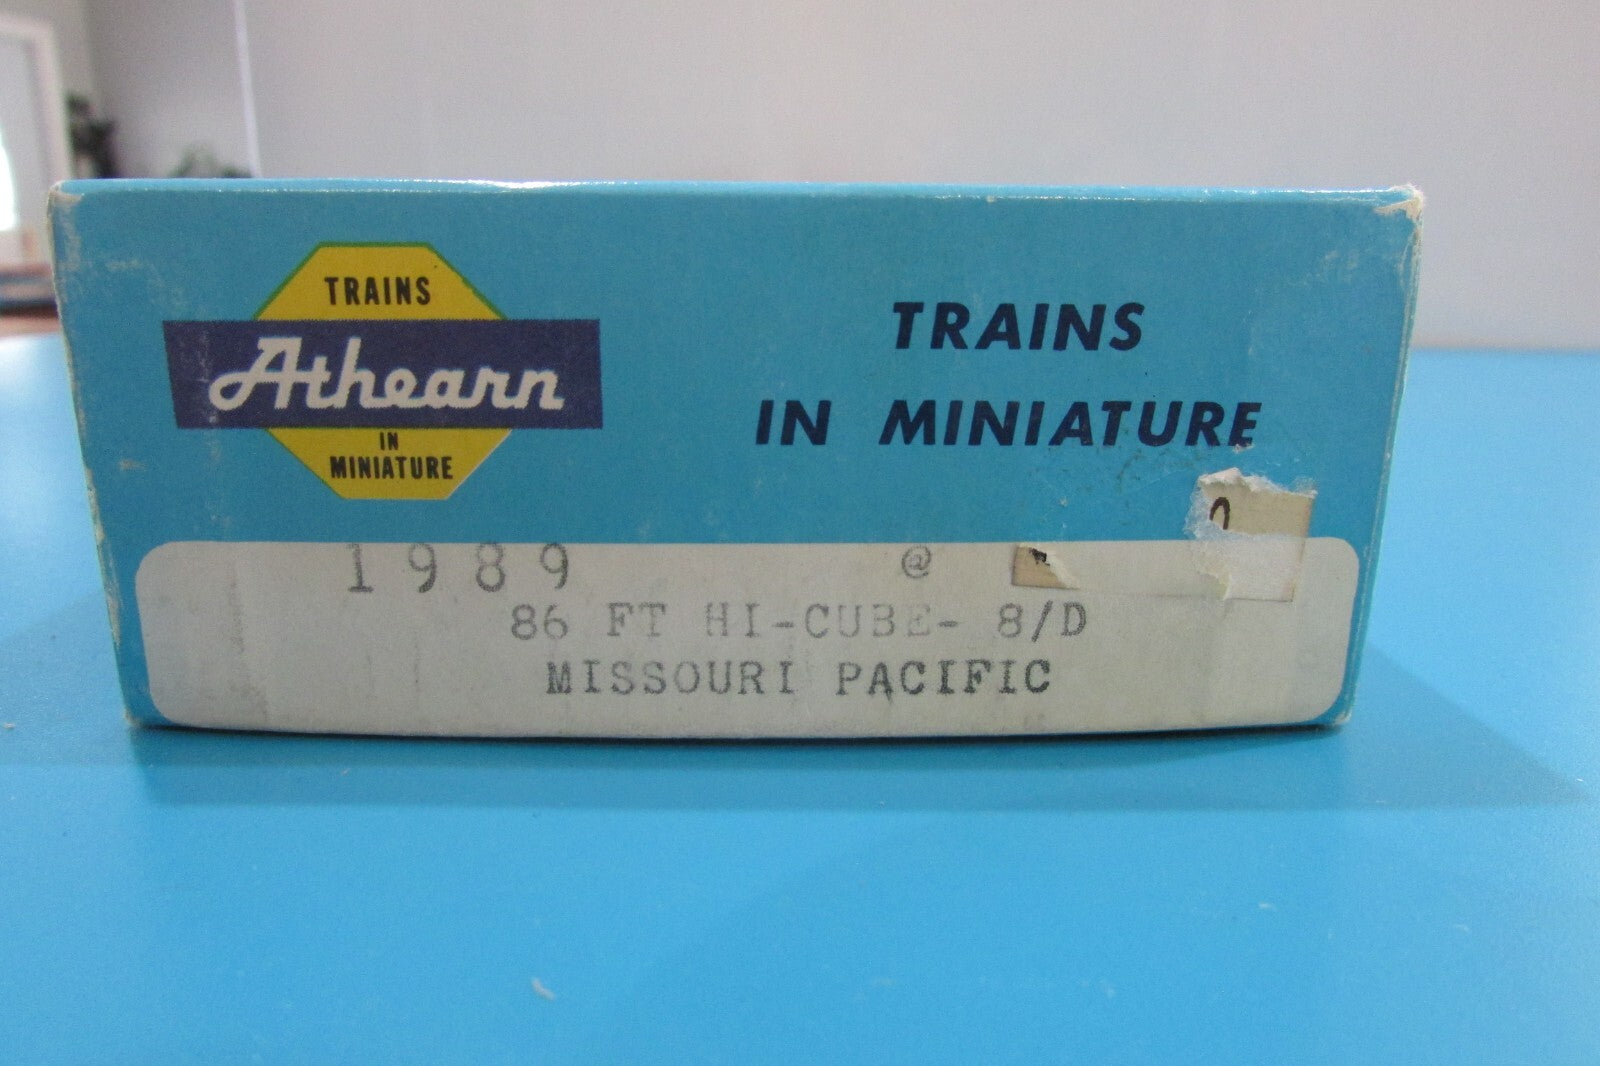 TRAINS
Athearn
IN
MINIATURE
TRAINS
IN MINIATURE
1989 @
86 FT HI-CUBE- 8/D
MISSOURI PACIFIC